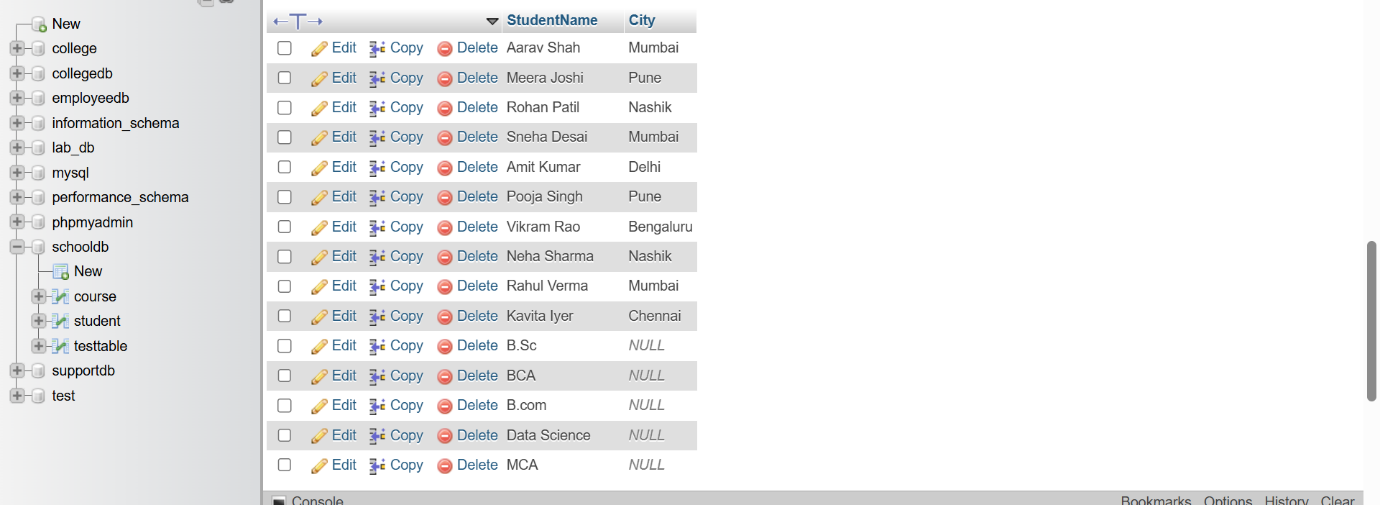 New
college
collegedb
employeedb
information_schema
lab_db
mysql
performance_schema
phpmyadmin
schooldb
New
course
student
testtable
supportdb
test
StudentName City
Edit Copy Delete Aarav Shah Mumbai
Edit Copy Delete Meera Joshi Pune
Edit Copy Delete Rohan Patil Nashik
Edit Copy Delete Sneha Desai Mumbai
Edit Copy Delete Amit Kumar Delhi
Edit Copy Delete Pooja Singh Pune
Edit Copy Delete Vikram Rao Bengaluru
Edit Copy Delete Neha Sharma Nashik
Edit Copy Delete Rahul Verma Mumbai
Edit Copy Delete Kavita Iyer Chennai
Edit Copy Delete B.Sc NULL
Edit Copy Delete BCA NULL
Edit Copy Delete B.com NULL
Edit Copy Delete Data Science NULL
Edit Copy Delete MCA NULL
Console Bookmarks Options History Clear